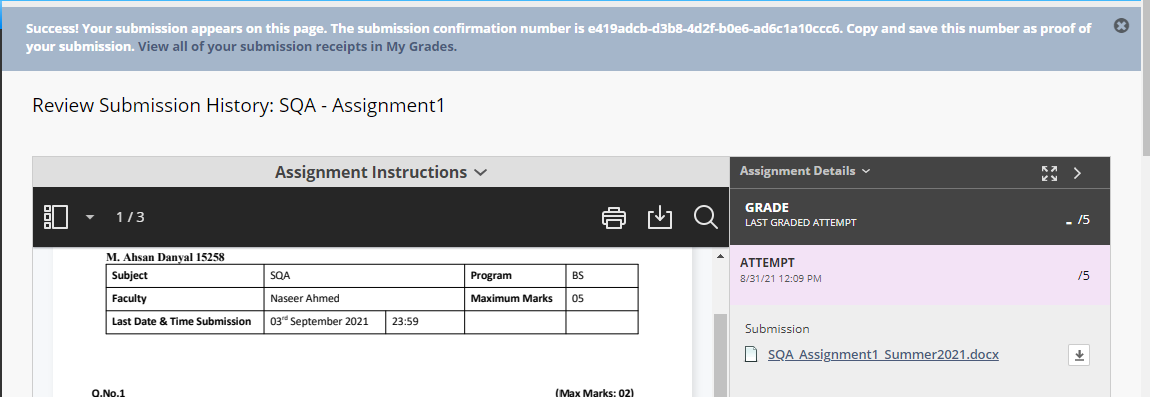 Success! Your submission appears on this page. The submission confirmation number is e419adcb-d3b8-4d2f-b0e6-ad6c1a10ccc6. Copy and save this number as proof of
your submission. View all of your submission receipts in My Grades.
Review Submission History: SQA - Assignment1
Assignment Instructions
1 / 3
M. Ahsan Danyal 15258
Subject SQA Program BS
Faculty Naseer Ahmed Maximum Marks 05
Last Date & Time Submission 03rd September 2021 23:59
Q.No.1 (Max Marks: 02)
Assignment Details
GRADE
LAST GRADED ATTEMPT
- /5
ATTEMPT
8/31/21 12:09 PM
/5
Submission
SQA_Assignment1_Summer2021.docx